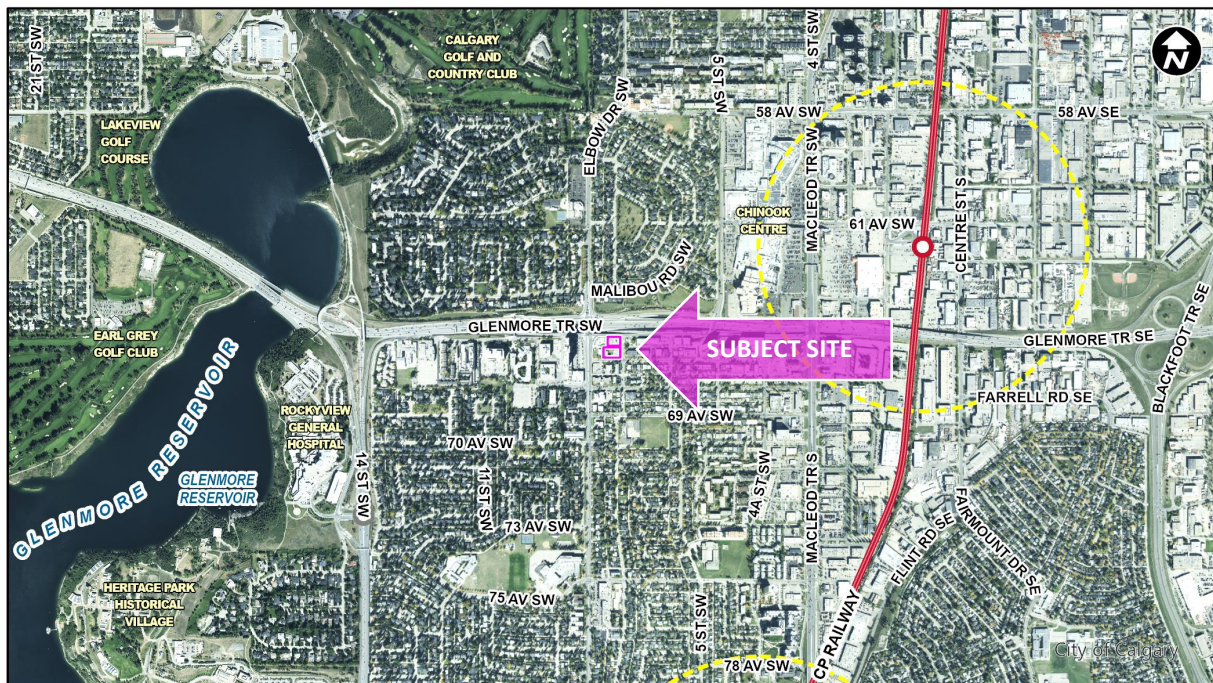 21 ST SW
CALGARY
GOLF AND
COUNTRY CLUB
5 ST SW
4 ST SW
N
58 AV SW
58 AV SE
LAKEVIEW
GOLF
COURSE
ELBOW DR SW
MACLEOD TR SW
CHINOOK
CENTRE
61 AV SW
CENTRE ST S
MALIBOU RD SW
GLENMORE TR SW
GLENMORE TR SE
BLACKFOOT TR SE
EARL GREY
GOLF CLUB
SUBJECT SITE
FARRELL RD SE
GLENMORE RESERVOIR
ROCKYVIEW
GENERAL
HOSPITAL
69 AV SW
70 AV SW
14 ST SW
11 ST SW
GLENMORE
RESERVOIR
4A ST SW
MACLEOD TR S
73 AV SW
FLINT RD SE
FAIRMOUNT DR SE
HERITAGE PARK
HISTORICAL
VILLAGE
75 AV SW
5 ST SW
78 AV SW
CP RAILWAY
City of Calgary